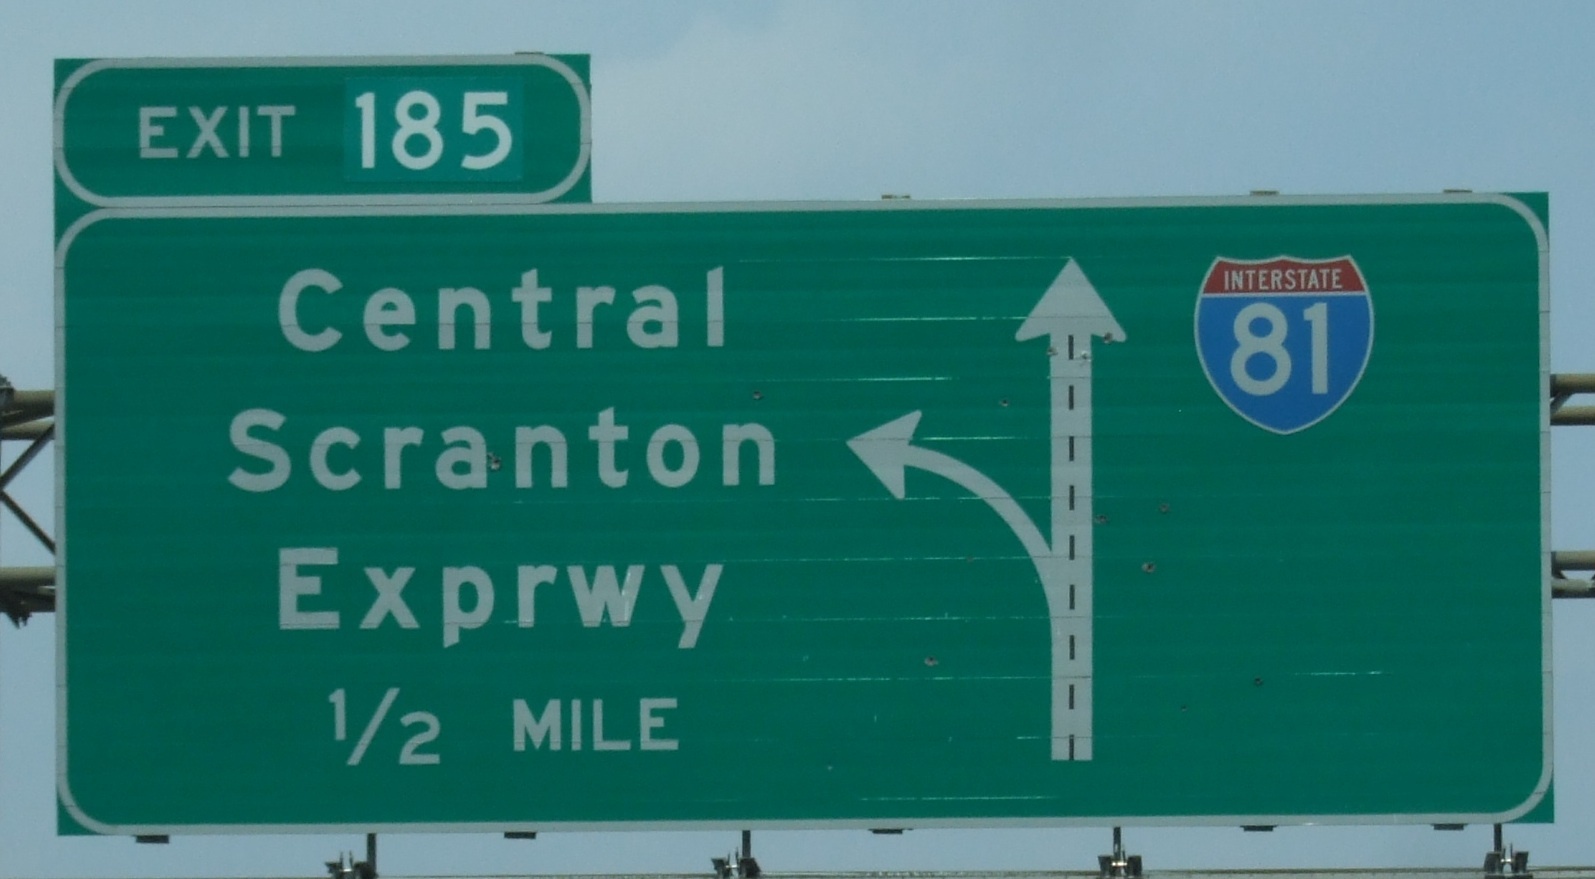 EXIT 185
Central
Scranton
Exprwy
1/2 MILE
INTERSTATE
81